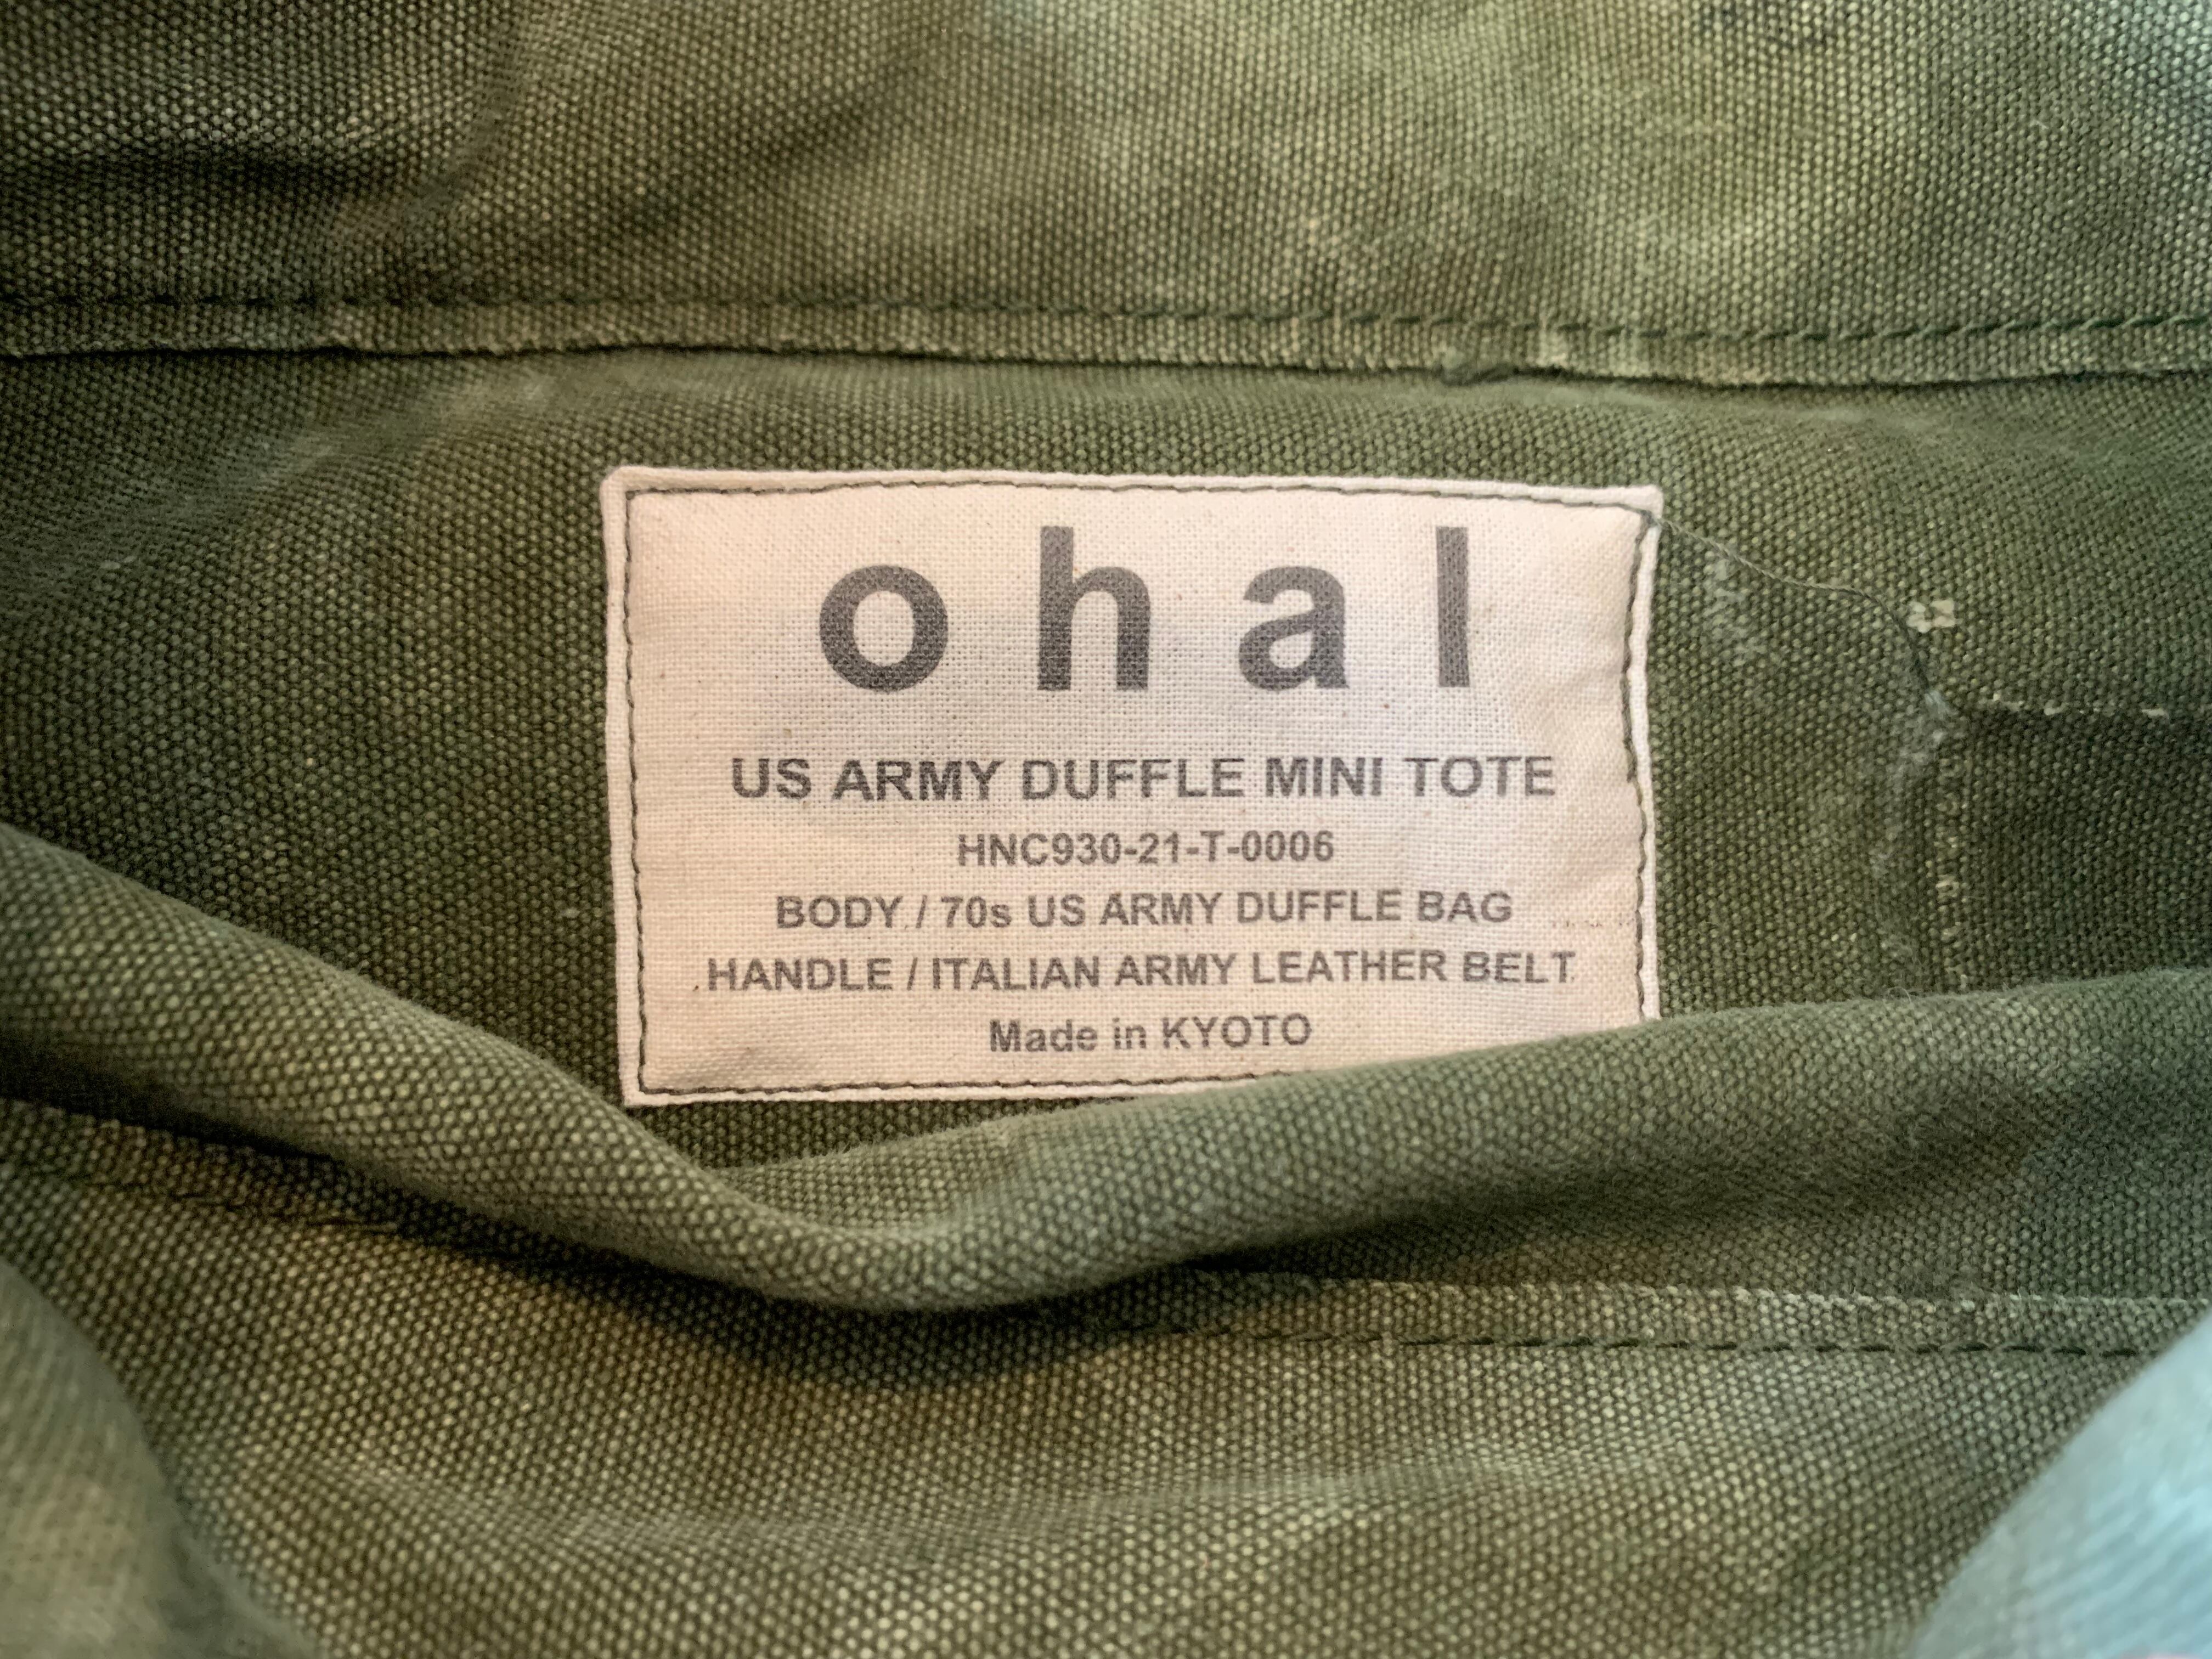 ohal
US ARMY DUFFLE MINI TOTE
HNC930-21-T-0006
BODY / 70s US ARMY DUFFLE BAG
HANDLE / ITALIAN ARMY LEATHER BELT
Made in KYOTO